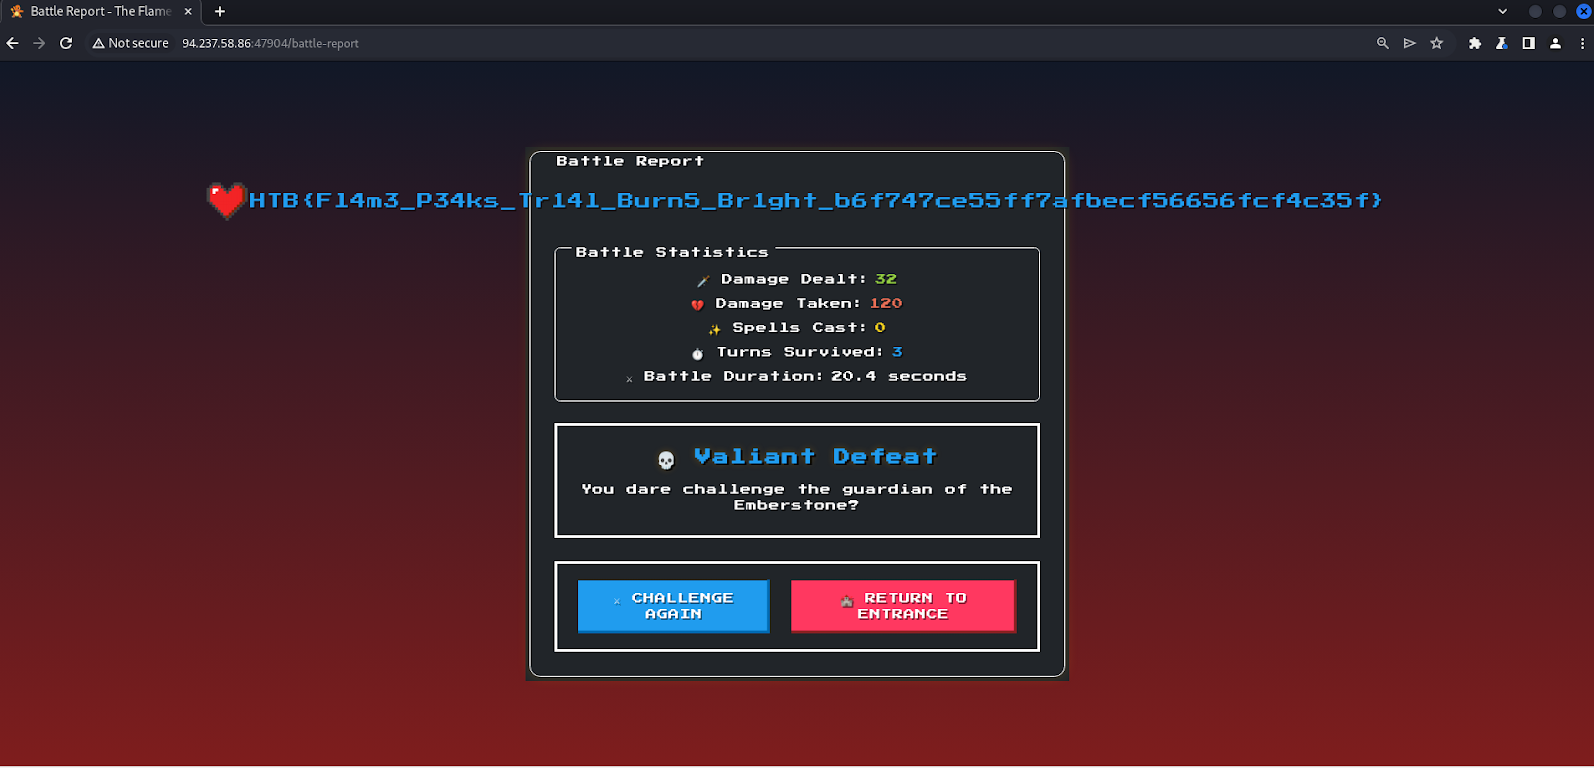 Battle Report - The Flame
Not secure
94.237.58.86:47904/battle-report
Battle Report
HTB{Fl4m3_P34ks_Tr14l_Burn5_Br1ght_b6f747ce55ff7afbecf56656fcf4c35f}
Battle Statistics
Damage Dealt: 32
Damage Taken: 120
Spells Cast: 0
Turns Survived: 3
Battle Duration: 20.4 seconds
Valiant Defeat
You dare challenge the guardian of the
Emberstone?
CHALLENGE
AGAIN
RETURN TO
ENTRANCE